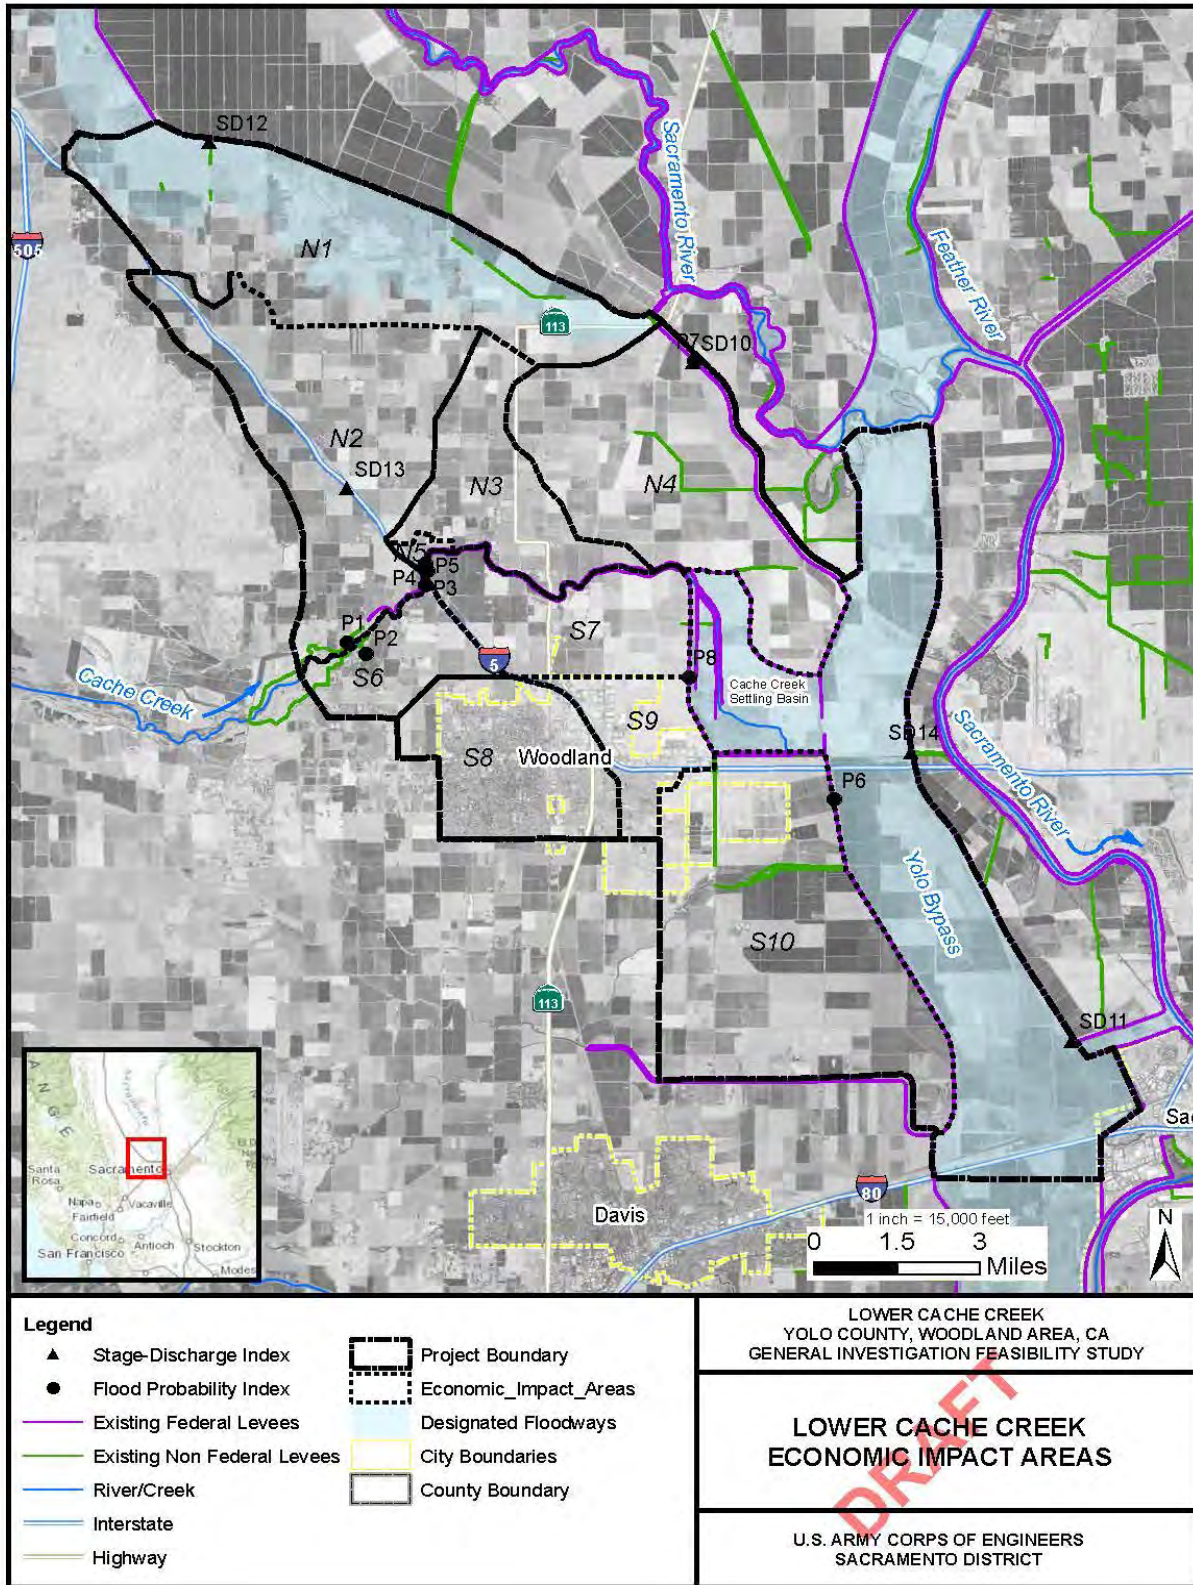 SD12
Sacramento River
505
N1
Feather River
113
SD10
N2
SD13
N3
N4
N5
P5
P4
P3
S7
P1
P2
5
P8
S6
Cache Creek
Cache Creek
Settling Basin
S9
SD14
S8
Woodland
P6
Sacramento River
Yolo Bypass
S10
113
SD11
Sacramento
Santa
Rosa
Napa
Vacaville
Fairfield
Concord
Antioch
San Francisco
Stockton
Modes
Sac
80
Davis
1 inch = 15,000 feet
N
0 1.5 3
Miles
Legend
Stage-Discharge Index
Flood Probability Index
Existing Federal Levees
Existing Non Federal Levees
River/Creek
Interstate
Highway
Project Boundary
Economic_Impact_Areas
Designated Floodways
City Boundaries
County Boundary
LOWER CACHE CREEK
YOLO COUNTY, WOODLAND AREA, CA
GENERAL INVESTIGATION FEASIBILITY STUDY
LOWER CACHE CREEK
ECONOMIC IMPACT AREAS
DRAFT
U.S. ARMY CORPS OF ENGINEERS
SACRAMENTO DISTRICT